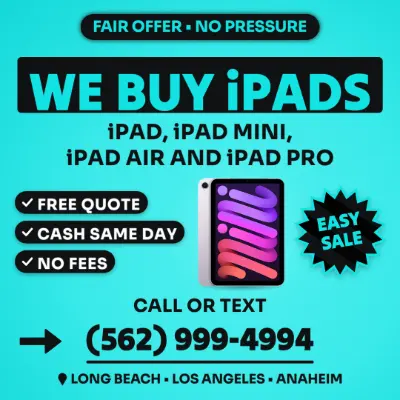 FAIR OFFER • NO PRESSURE
WE BUY iPADS
iPAD, iPAD MINI,
iPAD AIR AND iPAD PRO
FREE QUOTE
CASH SAME DAY
NO FEES
EASY
SALE
CALL OR TEXT
(562) 999-4994
LONG BEACH • LOS ANGELES • ANAHEIM